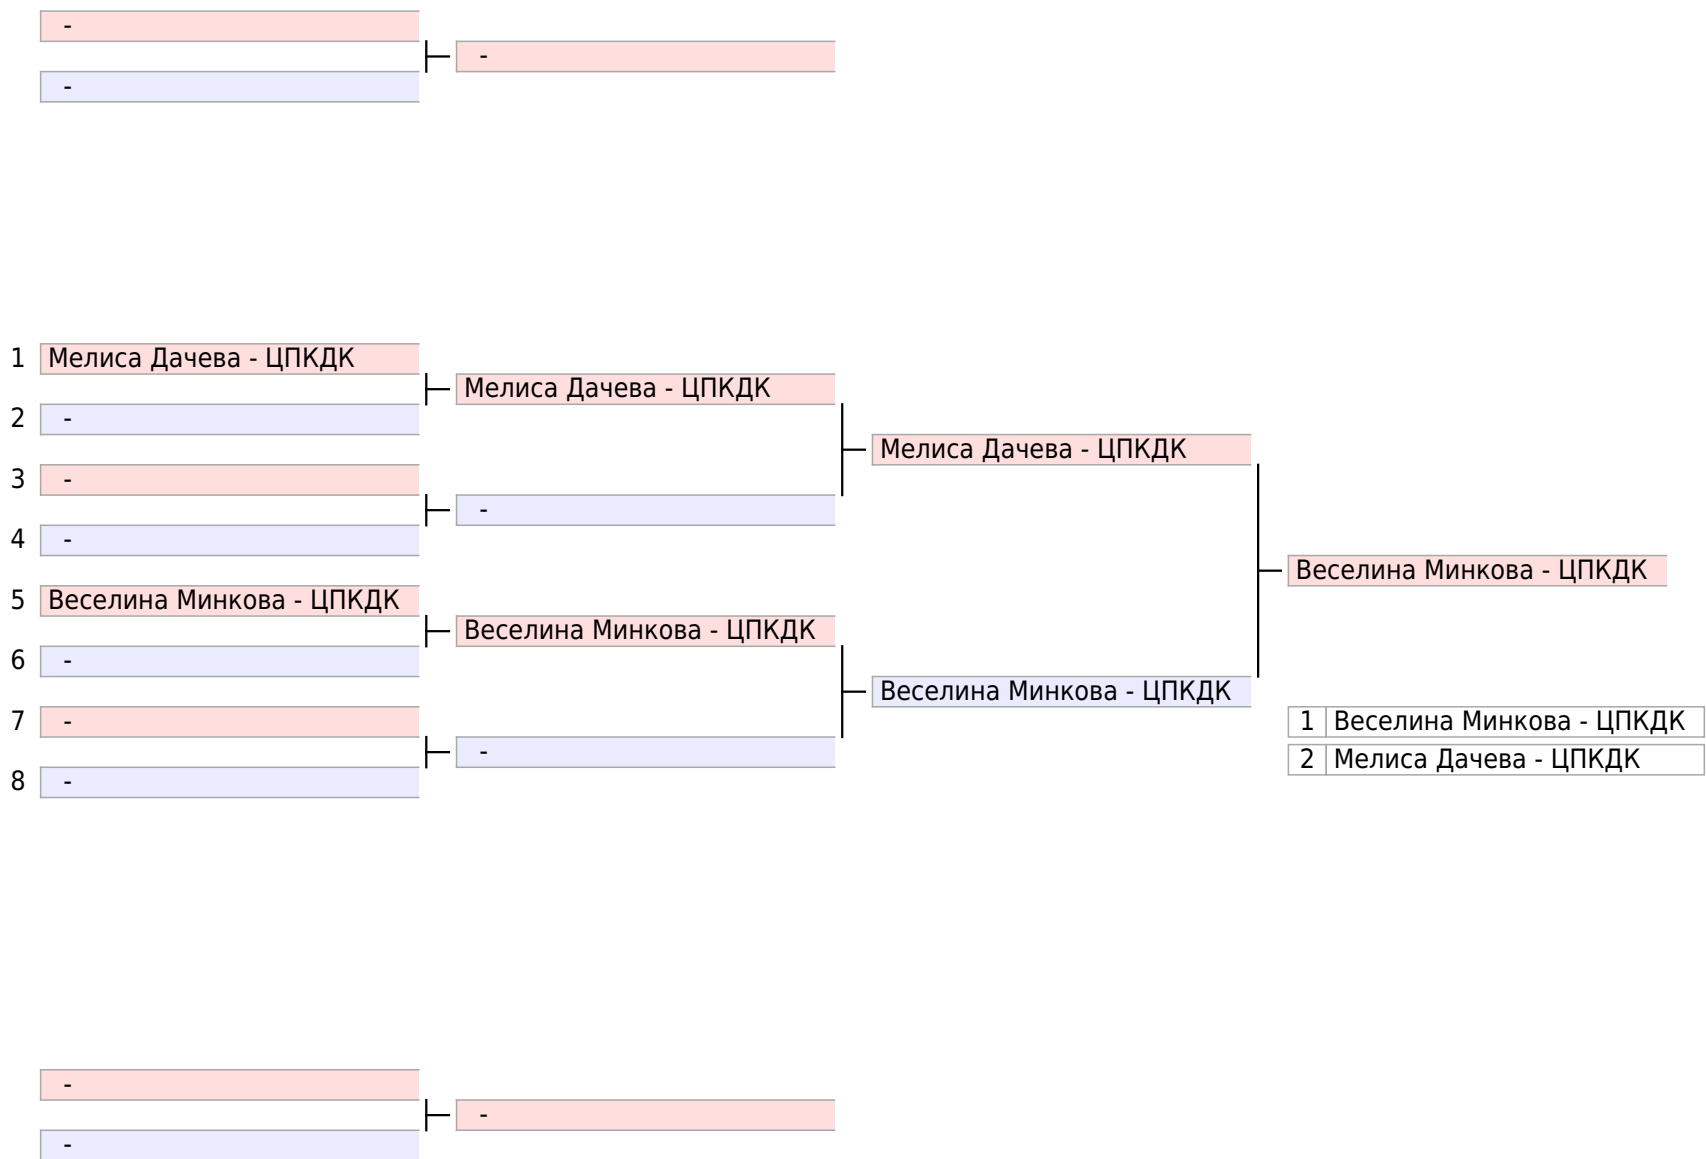 -
-
-
1 Мелиса Дачева - ЦПКДК
Мелиса Дачева - ЦПКДК
2 -
Мелиса Дачева - ЦПКДК
3 -
-
4 -
Веселина Минкова - ЦПКДК
5 Веселина Минкова - ЦПКДК
Веселина Минкова - ЦПКДК
6 -
Веселина Минкова - ЦПКДК
7 -
1 Веселина Минкова - ЦПКДК
-
2 Мелиса Дачева - ЦПКДК
8 -
-
-
-